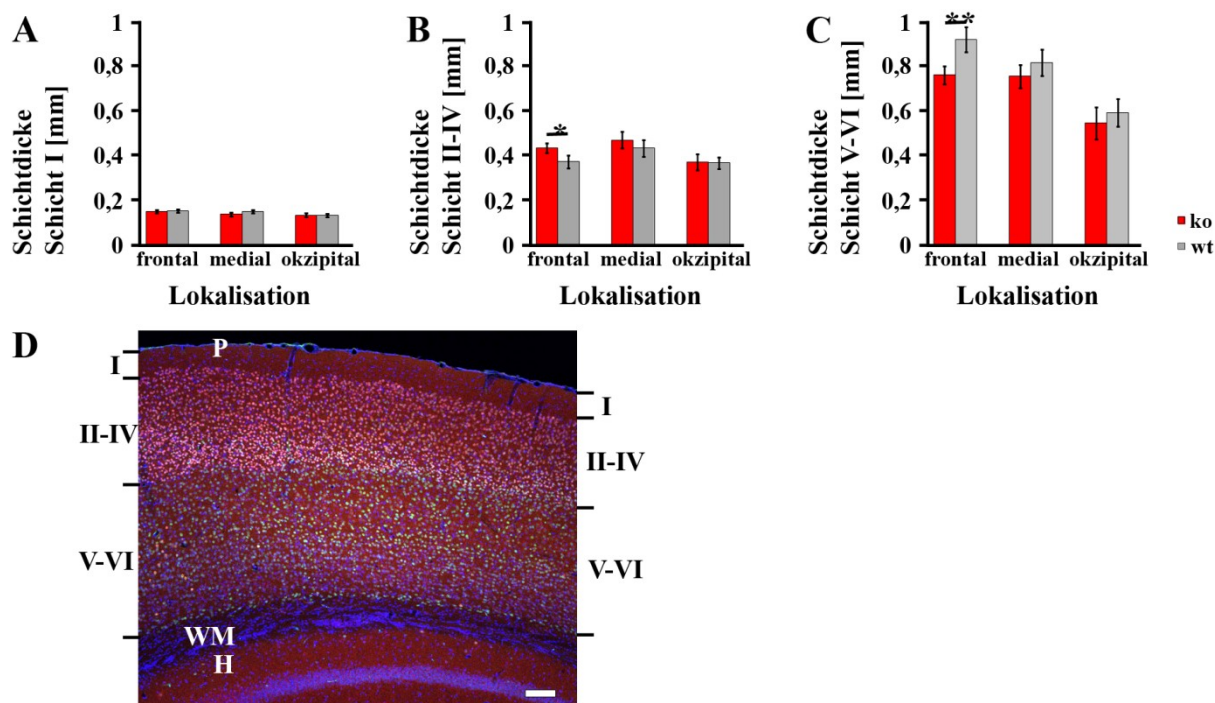 A
Schichtdicke
Schicht I [mm]
1
0,8
0,6
0,4
0,2
0
frontal medial okzipital
Lokalisation
B
Schichtdicke
Schicht II-IV [mm]
1
0,8
0,6
0,4
0,2
0
*
frontal medial okzipital
Lokalisation
C
Schichtdicke
Schicht V-VI [mm]
1
0,8
0,6
0,4
0,2
0
**
frontal medial okzipital
Lokalisation
ko
wt
D
I
II-IV
V-VI
P
WM
H
I
II-IV
V-VI